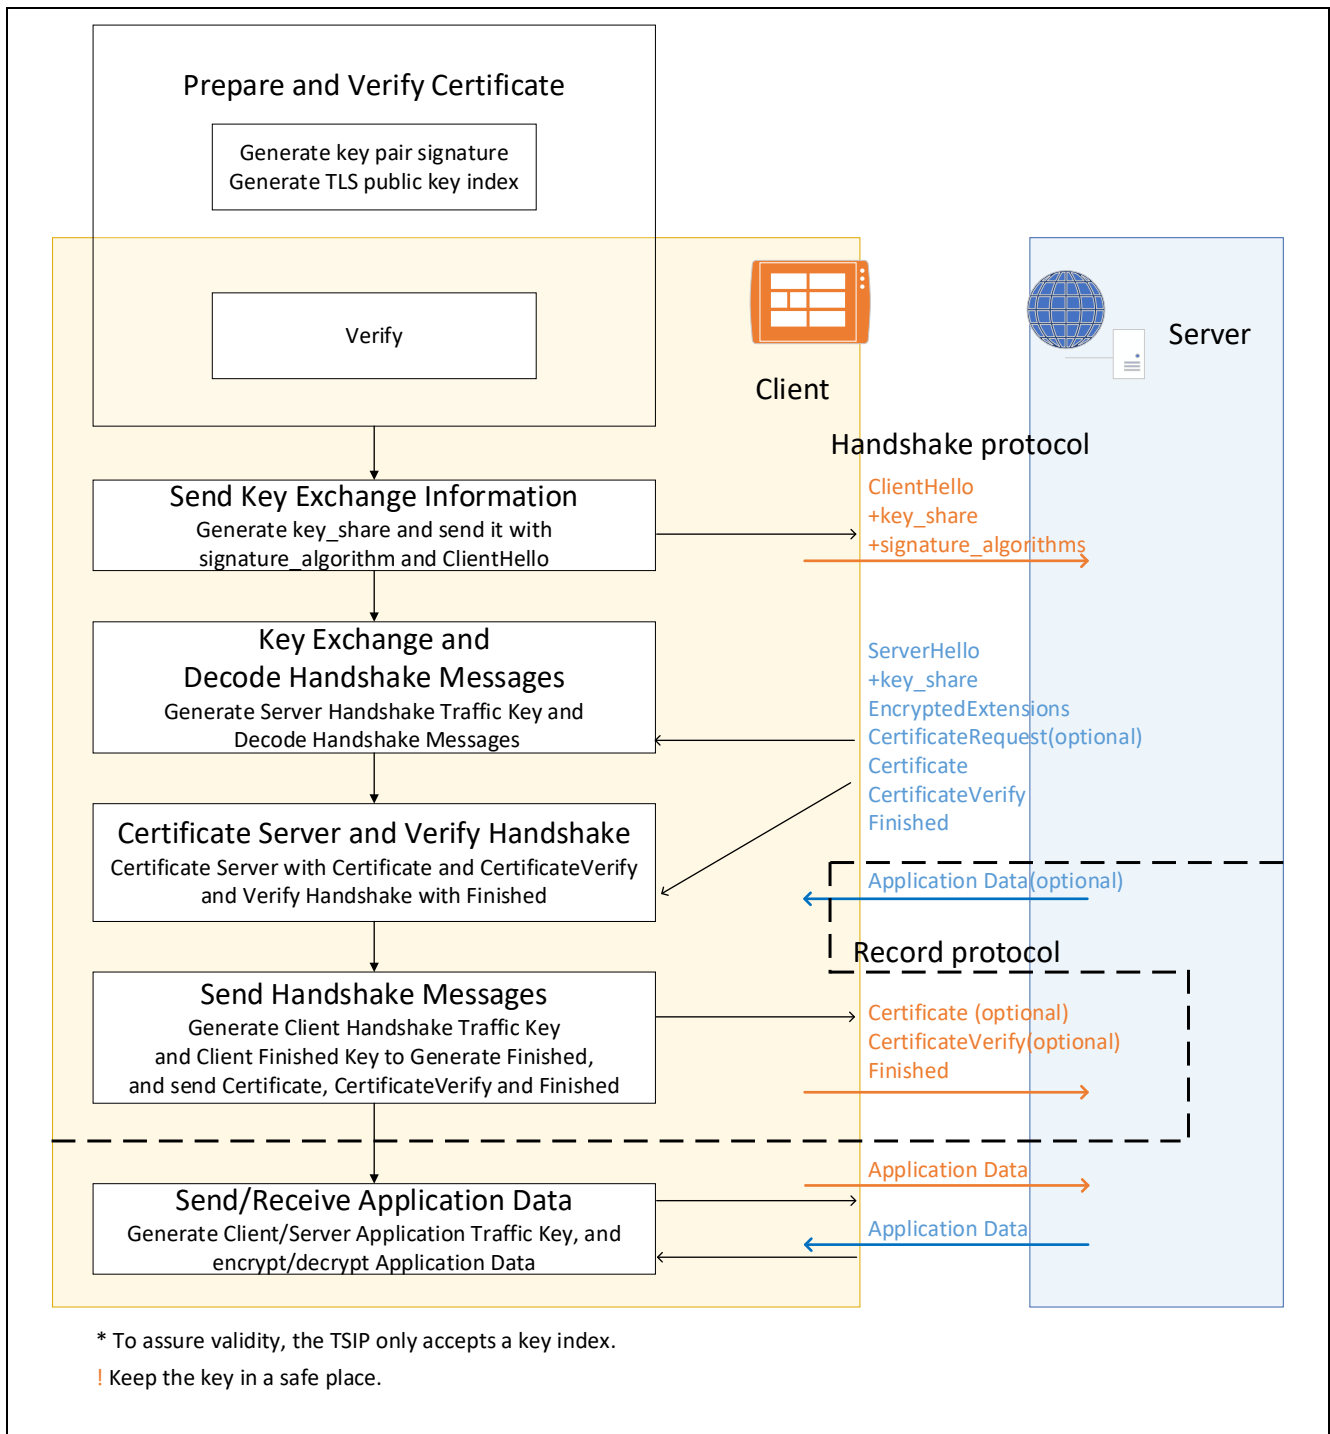 Prepare and Verify Certificate
Generate key pair signature
Generate TLS public key index
Verify
Client
Server
Handshake protocol
Send Key Exchange Information
Generate key_share and send it with
signature_algorithm and ClientHello
ClientHello
+key_share
+signature_algorithms
Key Exchange and
Decode Handshake Messages
Generate Server Handshake Traffic Key and
Decode Handshake Messages
ServerHello
+key_share
EncryptedExtensions
CertificateRequest(optional)
Certificate
CertificateVerify
Finished
Certificate Server and Verify Handshake
Certificate Server with Certificate and CertificateVerify
and Verify Handshake with Finished
Application Data(optional)
Record protocol
Send Handshake Messages
Generate Client Handshake Traffic Key
and Client Finished Key to Generate Finished,
and send Certificate, CertificateVerify and Finished
Certificate (optional)
CertificateVerify(optional)
Finished
Send/Receive Application Data
Generate Client/Server Application Traffic Key, and
encrypt/decrypt Application Data
Application Data
Application Data
* To assure validity, the TSIP only accepts a key index.
! Keep the key in a safe place.